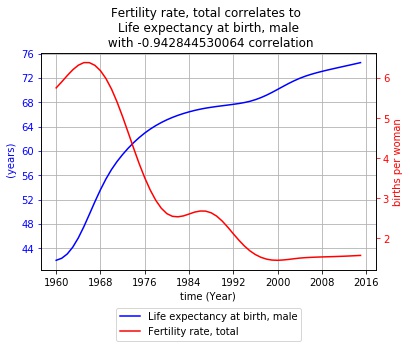 Fertility rate, total correlates to
Life expectancy at birth, male
with -0.942844530064 correlation
76
72
68
64
60
56
52
48
44
(years)
6
5
4
3
2
births per woman
1960 1968 1976 1984 1992 2000 2008 2016
time (Year)
Life expectancy at birth, male
Fertility rate, total